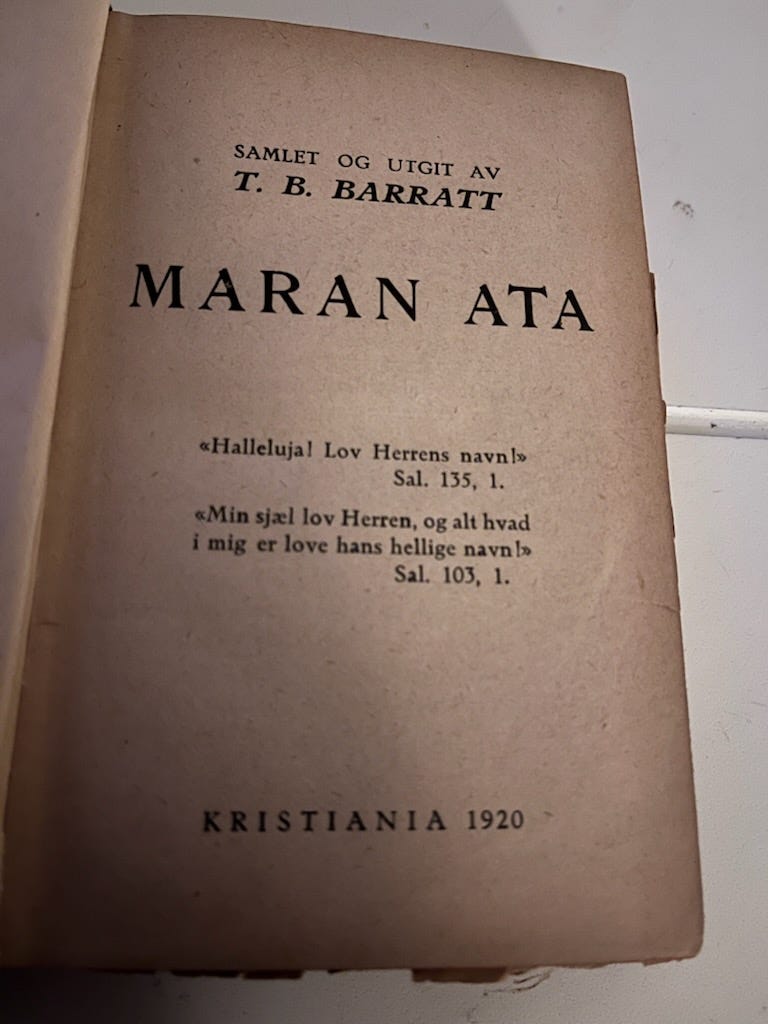 SAMLET OG UTGIT AV
T. B. BARRATT
MARAN ATA
«Halleluja! Lov Herrens navn!»
Sal. 135, 1.
«Min sjæl lov Herren, og alt hvad
i mig er love hans hellige navn!»
Sal. 103, 1.
KRISTIANIA 1920